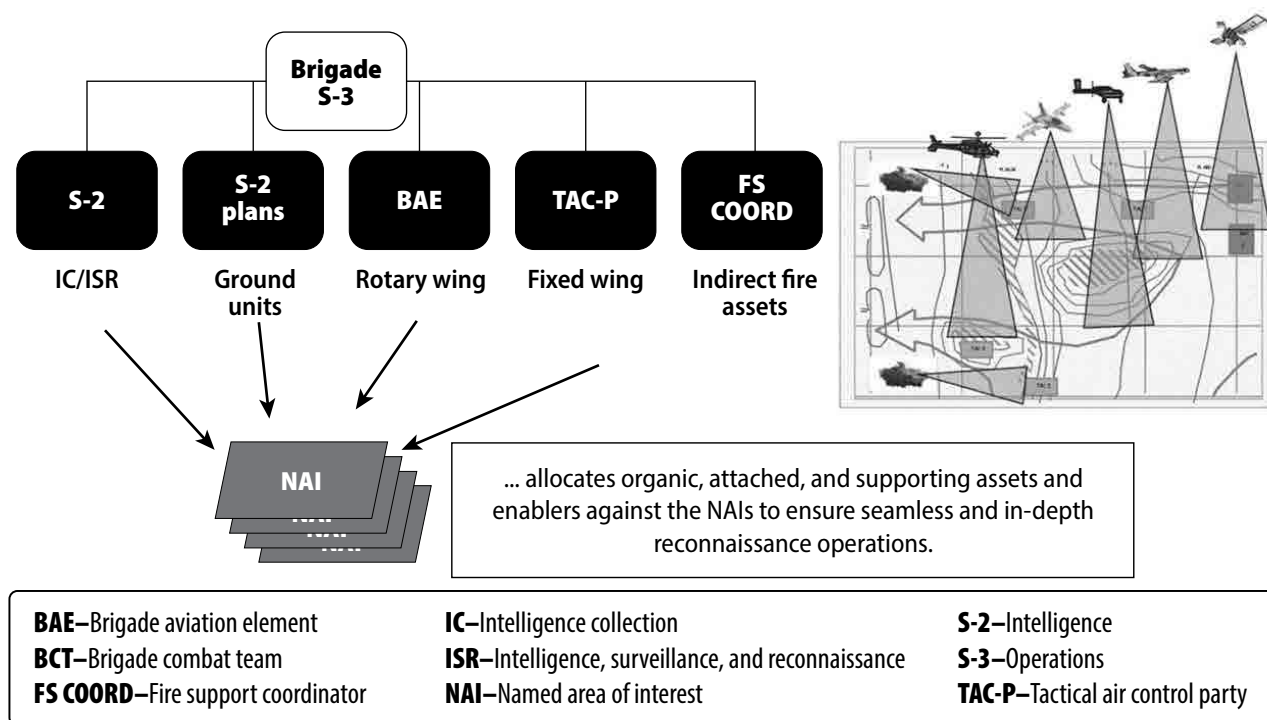 Brigade
S-3
S-2
S-2
plans
BAE
TAC-P
FS
COORD
IC/ISR
Ground
units
Rotary wing
Fixed wing
Indirect fire
assets
NAI
NAI
NAI
NAI
... allocates organic, attached, and supporting assets and
enablers against the NAIs to ensure seamless and in-depth
reconnaissance operations.
BAE–Brigade aviation element
BCT–Brigade combat team
FS COORD–Fire support coordinator
IC–Intelligence collection
ISR–Intelligence, surveillance, and reconnaissance
NAI–Named area of interest
S-2–Intelligence
S-3–Operations
TAC-P–Tactical air control party